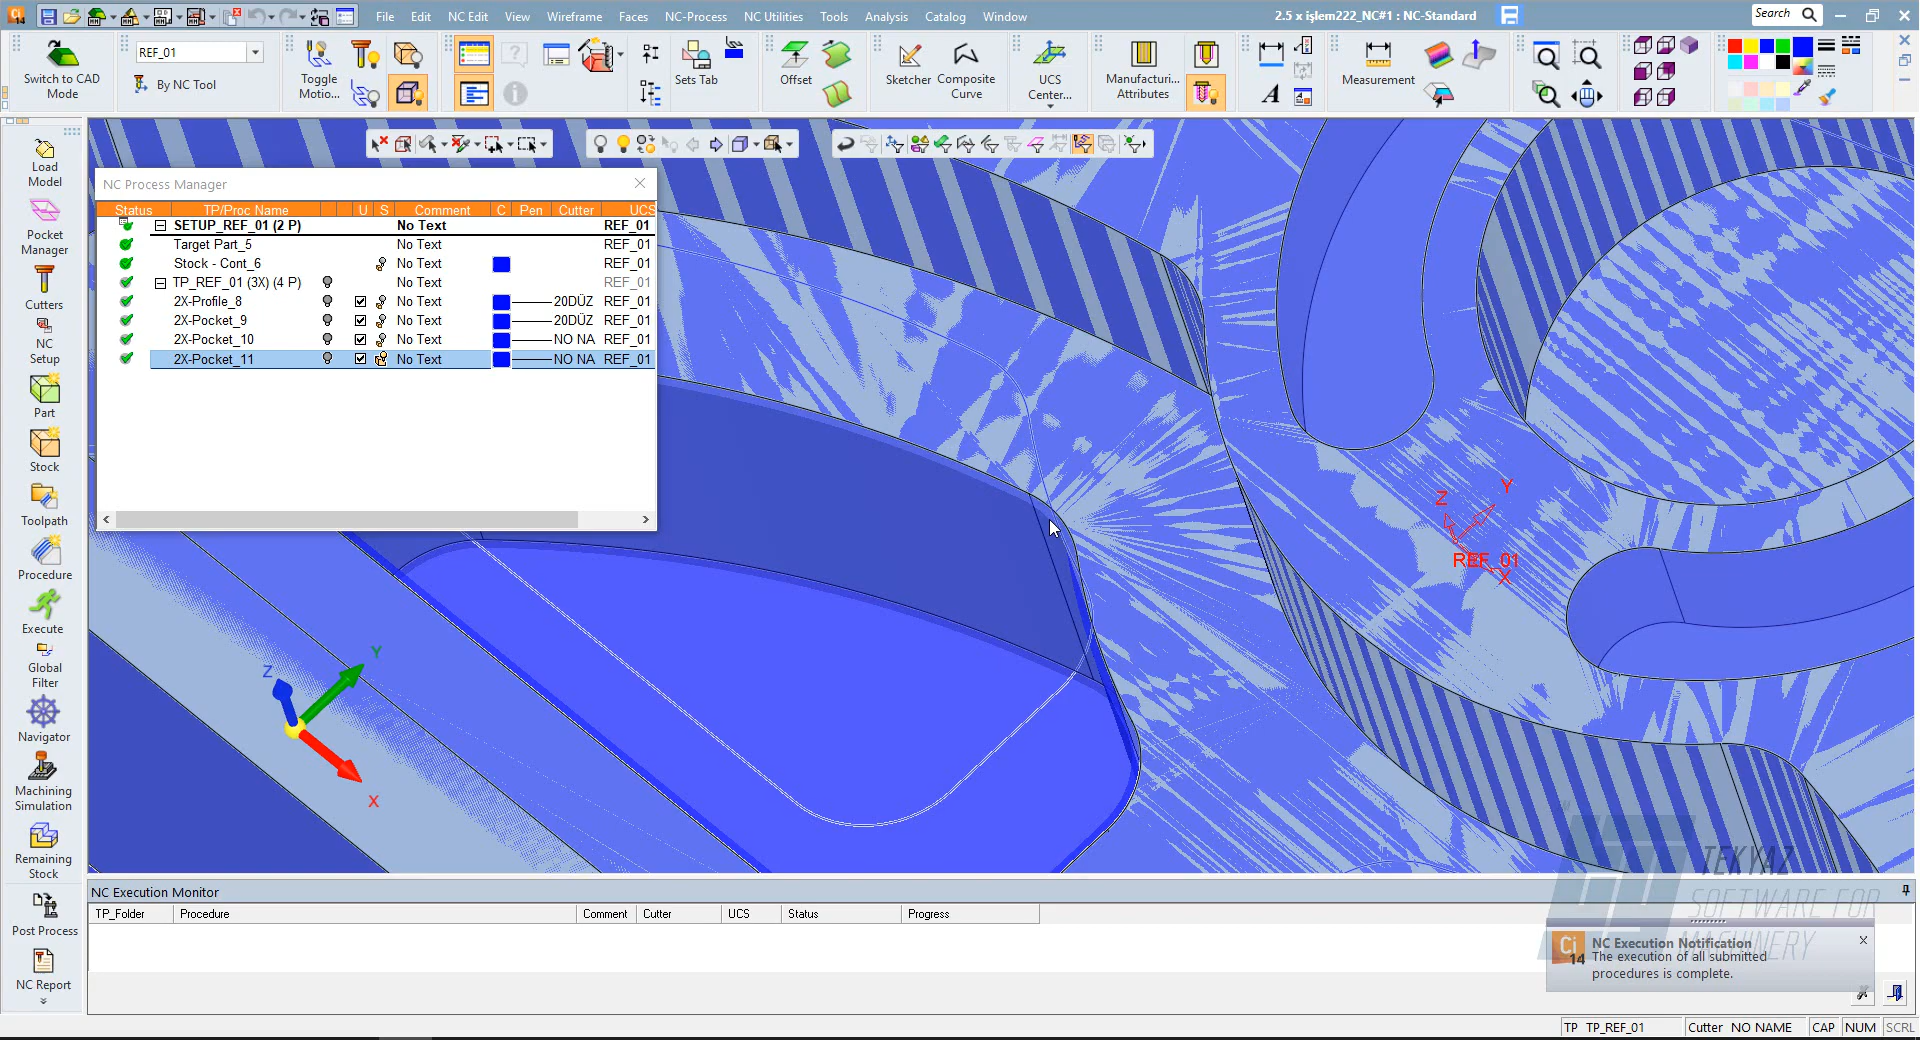 File Edit NC Edit View Wireframe Faces NC-Process NC Utilities Tools Analysis Catalog Window
2.5 x işlem222_NC#1 : NC-Standard
Search
Switch to CAD Mode
REF_01
By NC Tool
Toggle Motio...
Sets Tab
Offset
Sketcher
Composite Curve
UCS Center...
Manufacturi... Attributes
A
Measurement
Load Model
Pocket Manager
Cutters
NC Setup
Part
Stock
Toolpath
Procedure
Execute
Global Filter
Navigator
Machining Simulation
Remaining Stock
Post Process
NC Report
NC Process Manager
Status TP/Proc Name U S Comment C Pen Cutter UCS
SETUP_REF_01 (2 P) No Text REF_01
Target Part_5 No Text REF_01
Stock - Cont_6 No Text REF_01
TP_REF_01 (3X) (4 P) No Text REF_01
2X-Profile_8 No Text 20DÜZ REF_01
2X-Pocket_9 No Text 20DÜZ REF_01
2X-Pocket_10 No Text NO NA REF_01
2X-Pocket_11 No Text NO NA REF_01
Z Y
REF_01
X
Z Y
X
TEKYAZ
SOFTWARE FOR
MACHINERY
NC Execution Monitor
TP_Folder Procedure Comment Cutter UCS Status Progress
Ci 14
NC Execution Notification
The execution of all submitted
procedures is complete.
TP TP_REF_01 Cutter NO NAME CAP NUM SCRL